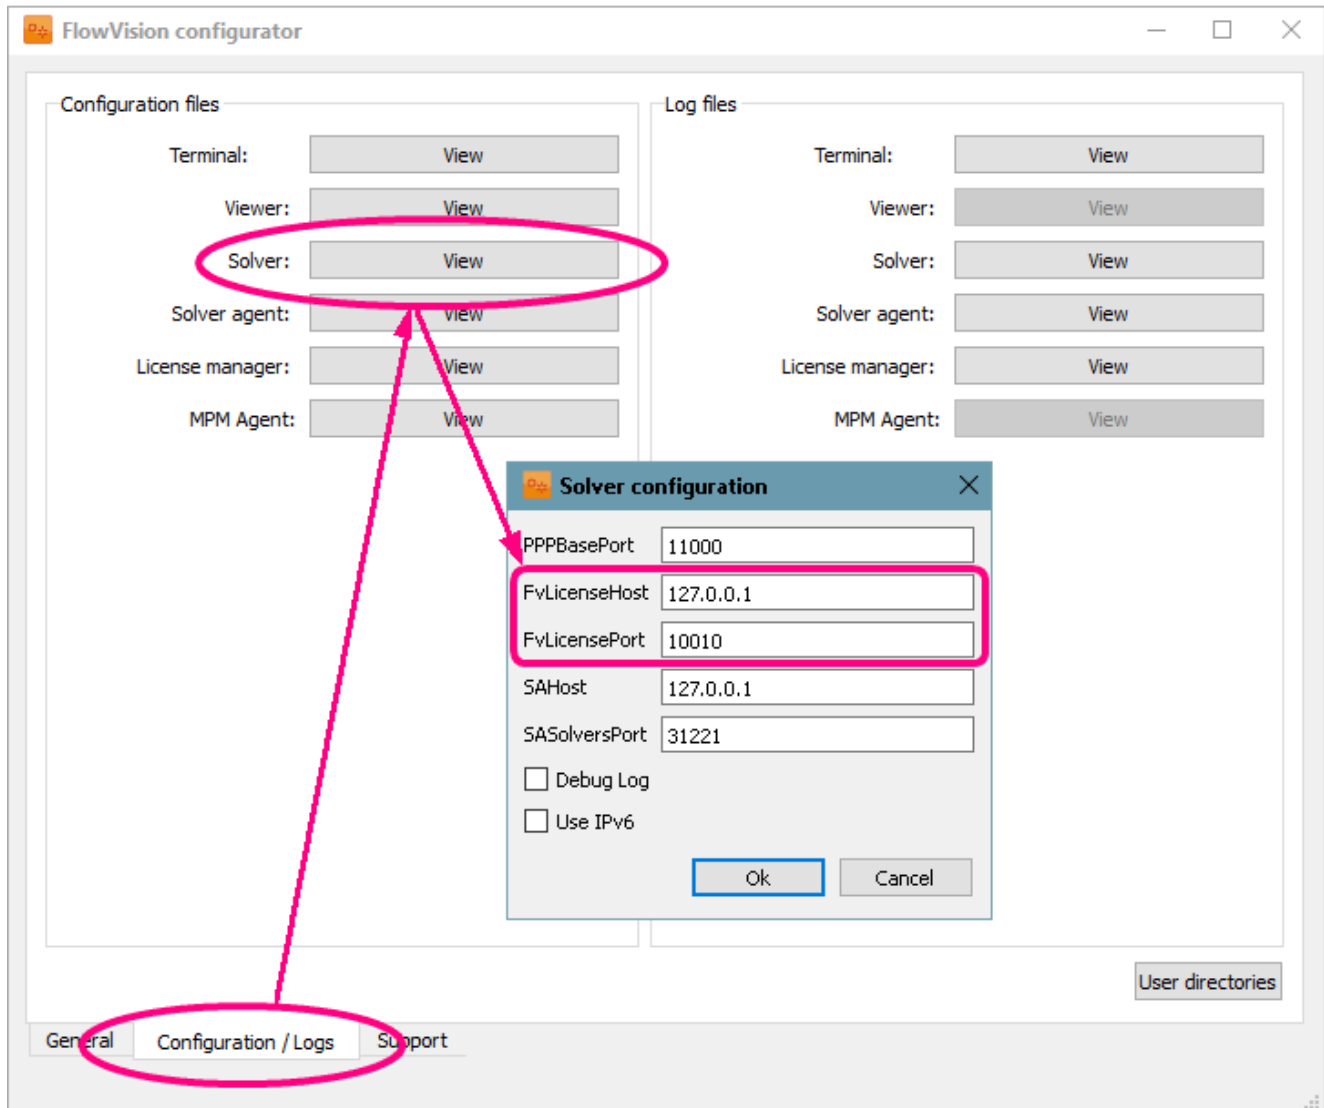 FlowVision configurator
Configuration files
Terminal: View
Viewer: View
Solver: View
Solver agent: View
License manager: View
MPM Agent: View
Log files
Terminal: View
Viewer: View
Solver: View
Solver agent: View
License manager: View
MPM Agent: View
Solver configuration
PPPBasePort 11000
FvLicenseHost 127.0.0.1
FvLicensePort 10010
SAHost 127.0.0.1
SASolversPort 31221
Debug Log
Use IPv6
Ok Cancel
User directories
General Configuration / Logs Support